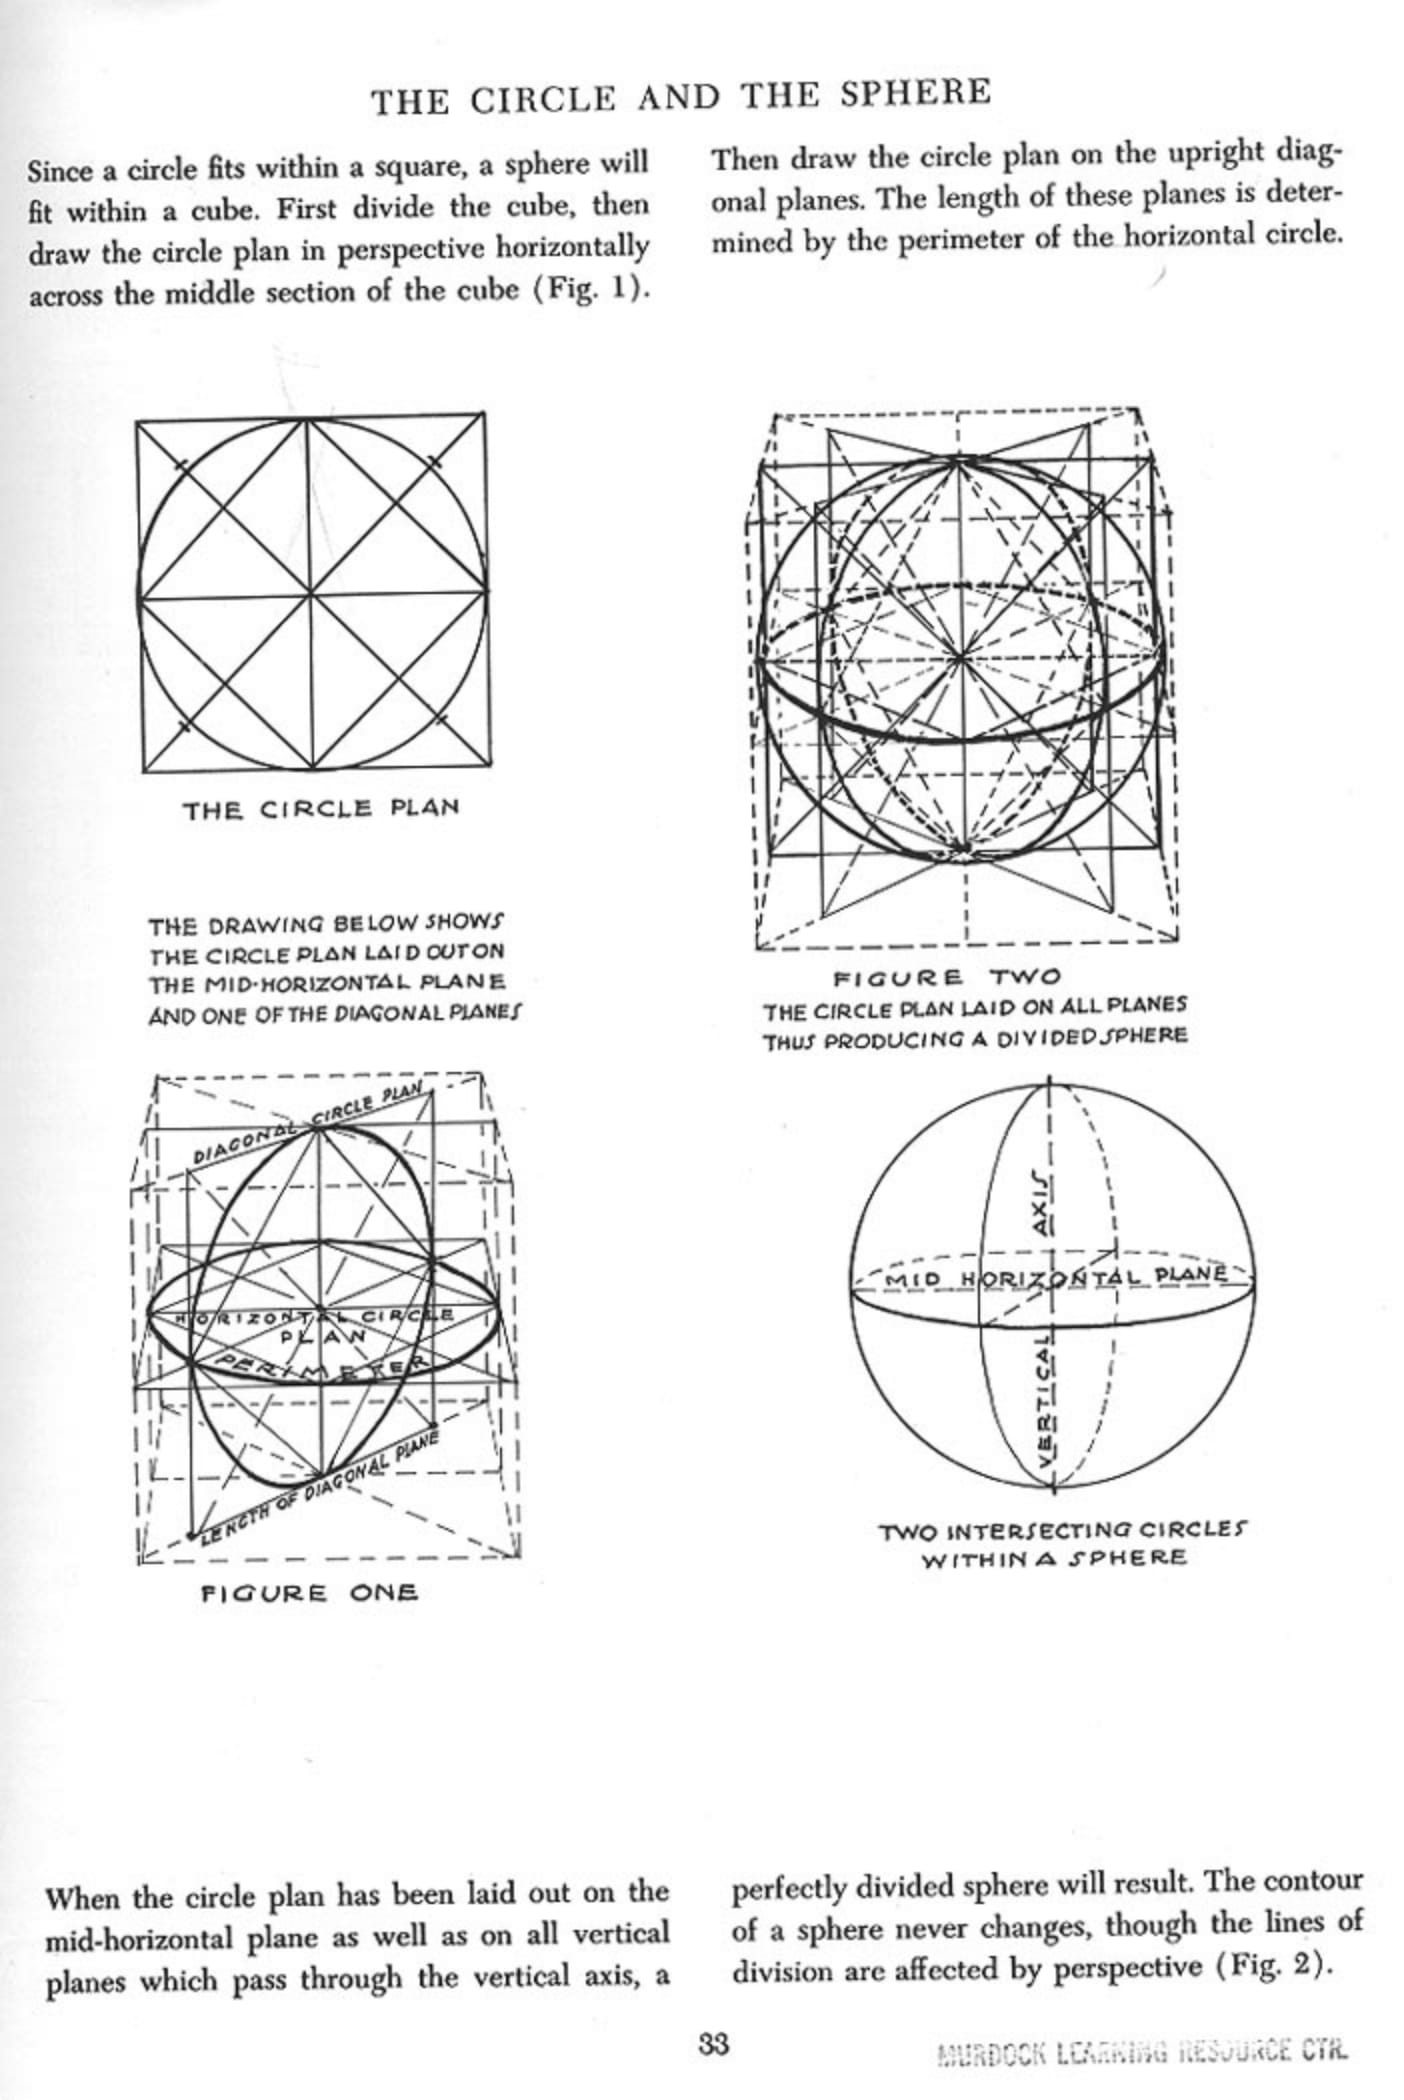 THE CIRCLE AND THE SPHERE
Since a circle fits within a square, a sphere will
fit within a cube. First divide the cube, then
draw the circle plan in perspective horizontally
across the middle section of the cube (Fig. 1).
Then draw the circle plan on the upright diag-
onal planes. The length of these planes is deter-
mined by the perimeter of the horizontal circle.
THE CIRCLE PLAN
THE DRAWING BELOW SHOWS
THE CIRCLE PLAN LAID OUT ON
THE MID-HORIZONTAL PLANE
AND ONE OF THE DIAGONAL PLANES
DIAGONAL CIRCLE PLAN
HORIZONTAL CIRCLE
PLAN
PERIMETER
LENGTH OF DIAGONAL PLANE
FIGURE ONE
FIGURE TWO
THE CIRCLE PLAN LAID ON ALL PLANES
THUS PRODUCING A DIVIDED SPHERE
VERTICAL AXIS
MID HORIZONTAL PLANE
TWO INTERSECTING CIRCLES
WITHIN A SPHERE
When the circle plan has been laid out on the
mid-horizontal plane as well as on all vertical
planes which pass through the vertical axis, a
perfectly divided sphere will result. The contour
of a sphere never changes, though the lines of
division are affected by perspective (Fig. 2).
33
MURDOCK LEARNING RESOURCE CTR.